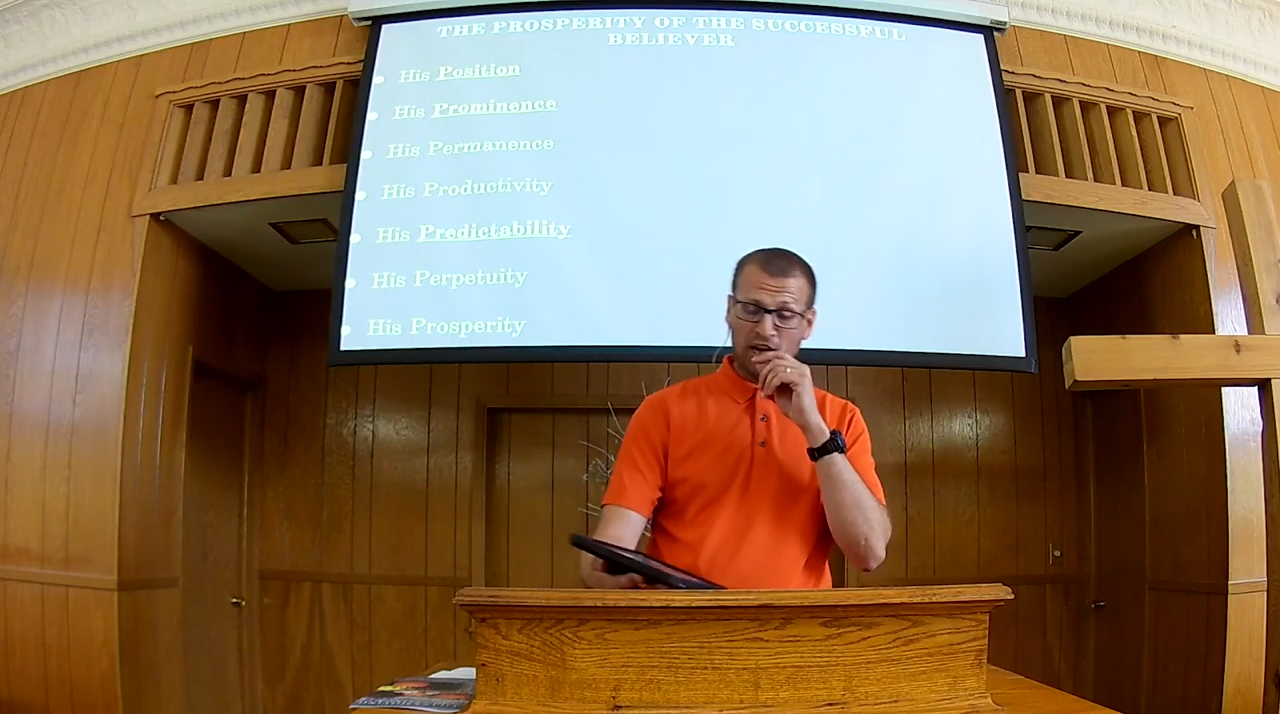 THE PROSPERITY OF THE SUCCESSFUL
BELIEVER
His Position
His Prominence
His Permanence
His Productivity
His Predictability
His Perpetuity
His Prosperity